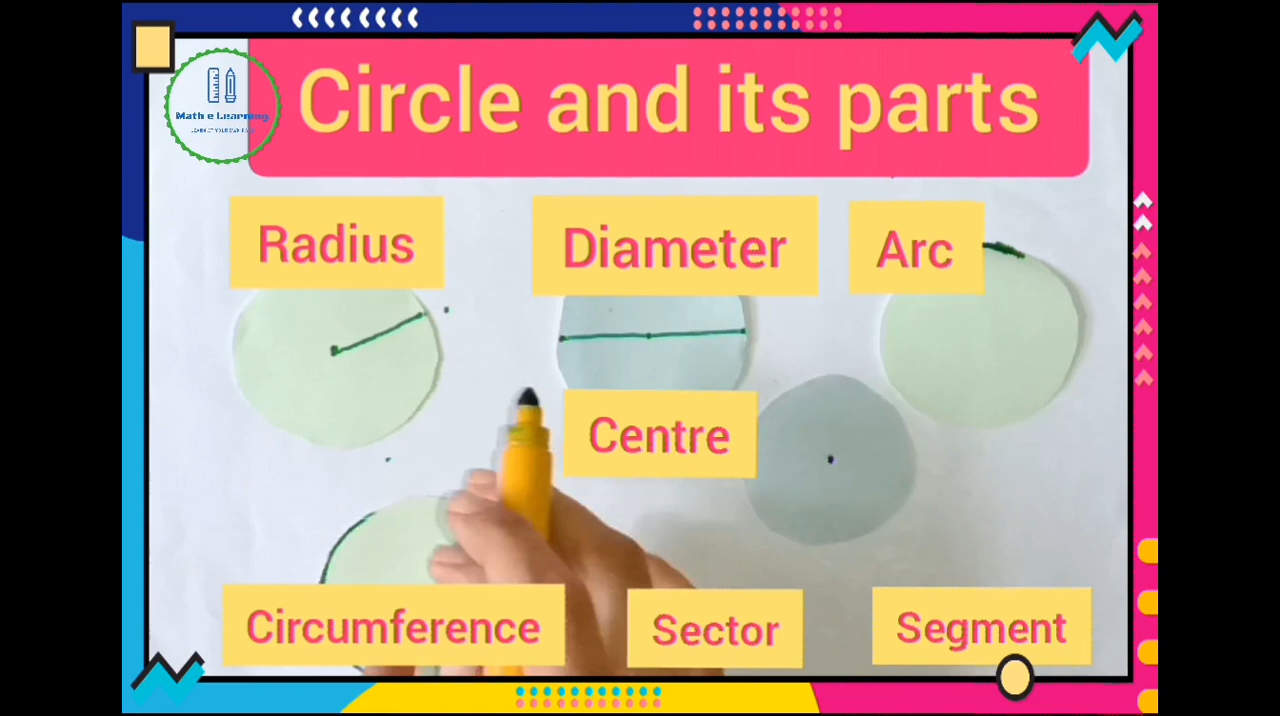 Circle and its parts
Math e Learning
Radius
Diameter
Arc
Centre
Circumference
Sector
Segment